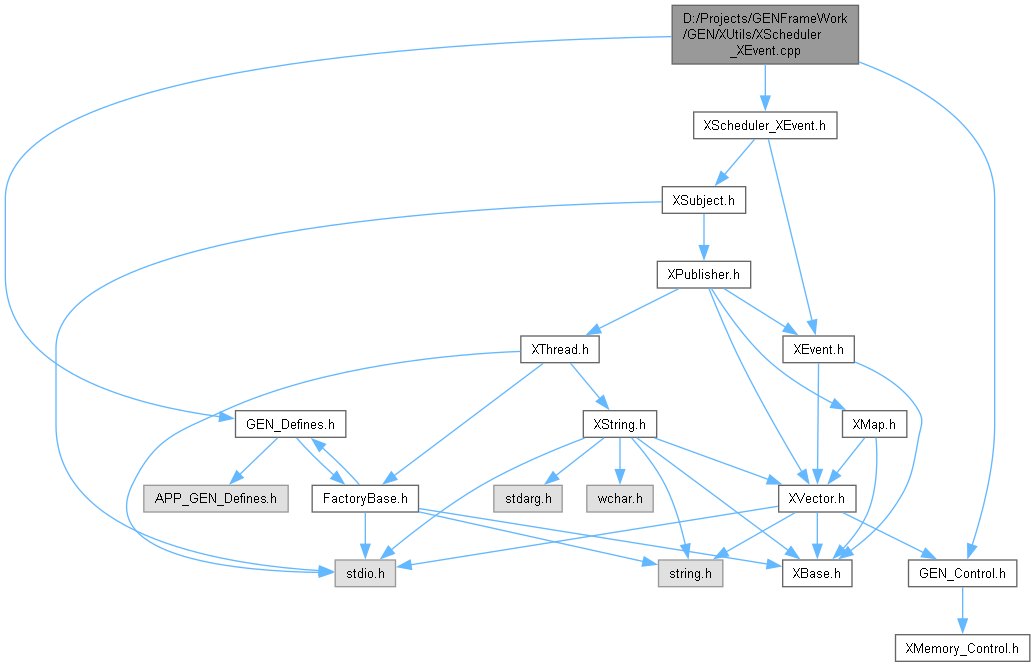 D:/Projects/GENFrameWork
/GEN/XUtils/XScheduler
_XEvent.cpp
XScheduler_XEvent.h
XSubject.h
XPublisher.h
XThread.h
XEvent.h
GEN_Defines.h
XString.h
XMap.h
APP_GEN_Defines.h
FactoryBase.h
stdarg.h
wchar.h
XVector.h
stdio.h
string.h
XBase.h
GEN_Control.h
XMemory_Control.h